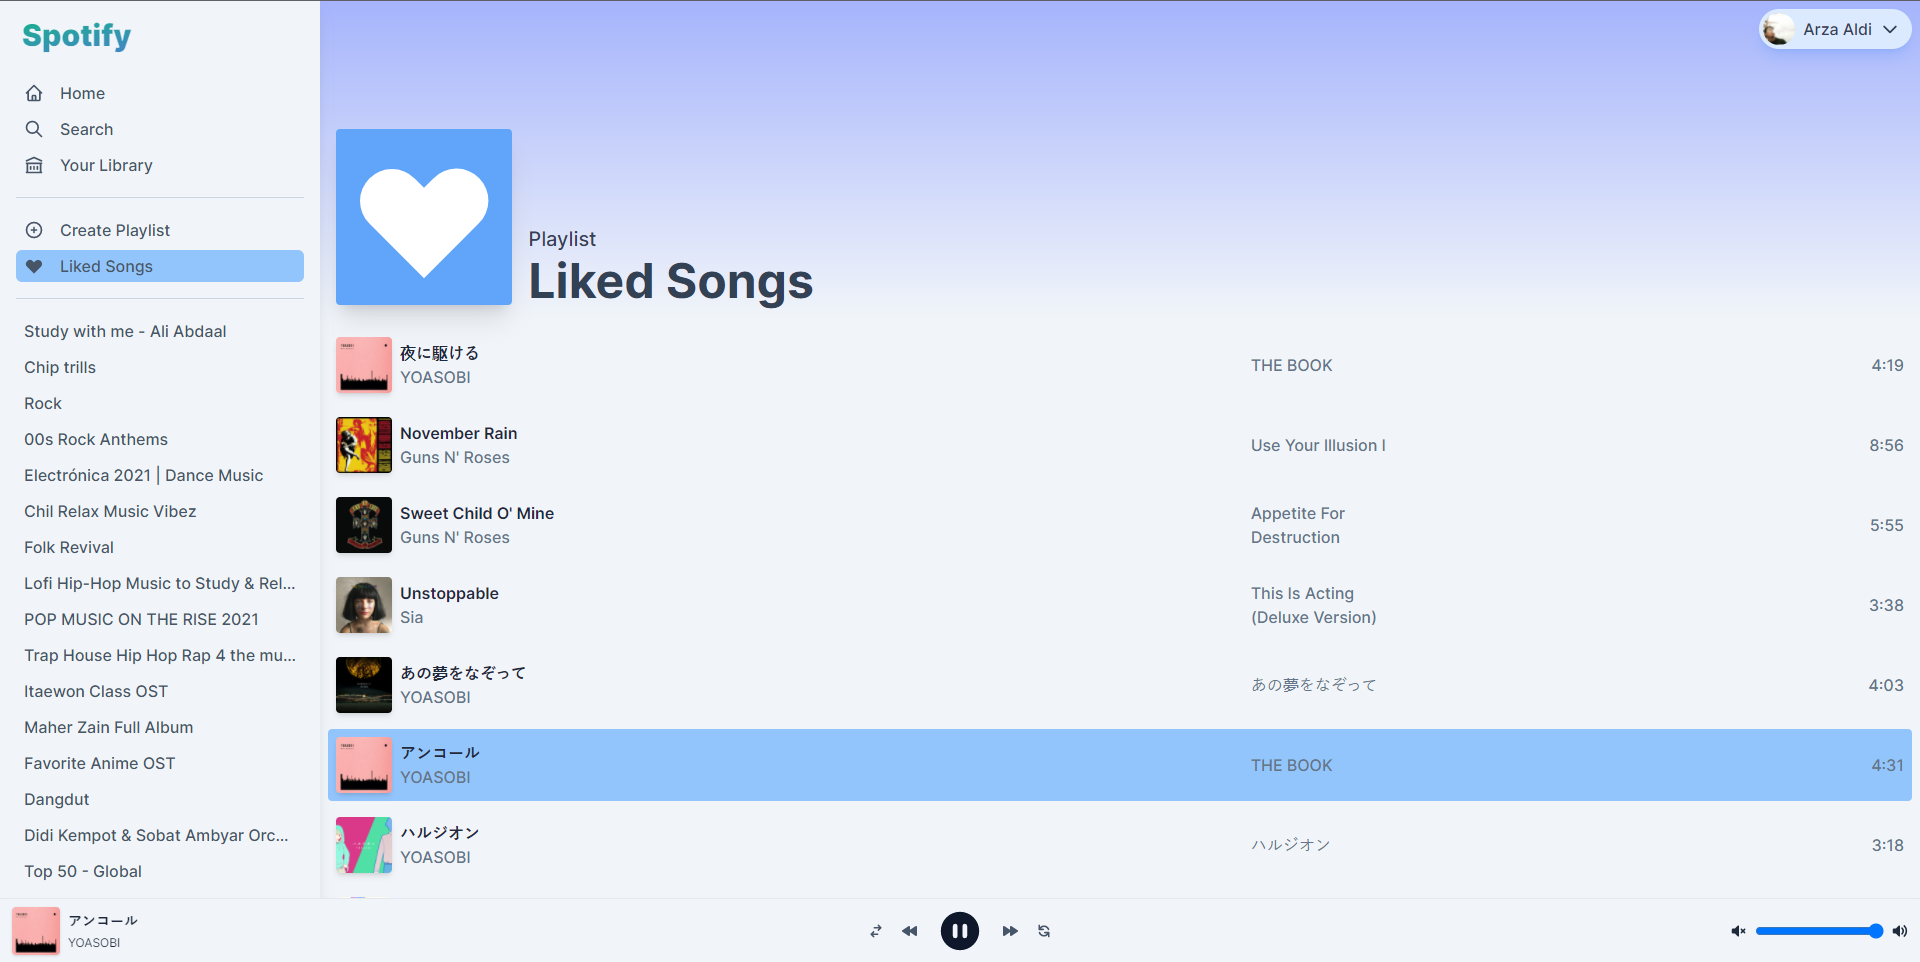 Spotify
Home
Search
Your Library
Create Playlist
Liked Songs
Study with me - Ali Abdaal
Chip trills
Rock
00s Rock Anthems
Electrónica 2021 | Dance Music
Chil Relax Music Vibez
Folk Revival
Lofi Hip-Hop Music to Study & Rel...
POP MUSIC ON THE RISE 2021
Trap House Hip Hop Rap 4 the mu...
Itaewon Class OST
Maher Zain Full Album
Favorite Anime OST
Dangdut
Didi Kempot & Sobat Ambyar Orc...
Top 50 - Global
Arza Aldi
Playlist
Liked Songs
夜に駆ける
YOASOBI
THE BOOK
4:19
November Rain
Guns N' Roses
Use Your Illusion I
8:56
Sweet Child O' Mine
Guns N' Roses
Appetite For
Destruction
5:55
Unstoppable
Sia
This Is Acting
(Deluxe Version)
3:38
あの夢をなぞって
YOASOBI
あの夢をなぞって
4:03
アンコール
YOASOBI
THE BOOK
4:31
ハルジオン
YOASOBI
ハルジオン
3:18
アンコール
YOASOBI